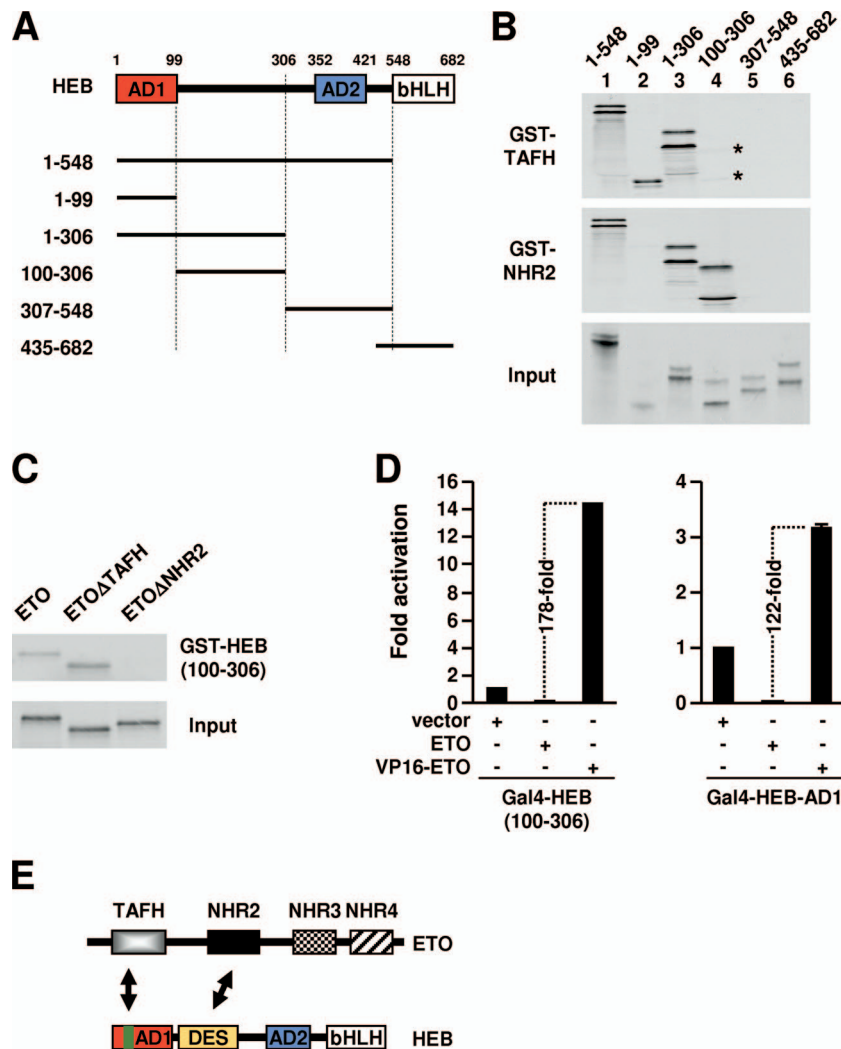 A
1 99 306 352 421 548 682
HEB AD1 AD2 bHLH
1-548
1-99
1-306
100-306
307-548
435-682
B
1-548 1-99 1-306 100-306 307-548 435-682
1 2 3 4 5 6
GST-
TAFH
*
*
GST-
NHR2
Input
C
ETO ETOΔTAFH ETOΔNHR2
GST-HEB
(100-306)
Input
D
Fold activation
16
14
12
10
8
6
4
2
0
178-fold
4
3
2
1
0
122-fold
vector + - - + - -
ETO - + - - + -
VP16-ETO - - + - - +
Gal4-HEB
(100-306)
Gal4-HEB-AD1
E
TAFH NHR2 NHR3 NHR4
ETO
AD1 DES AD2 bHLH HEB